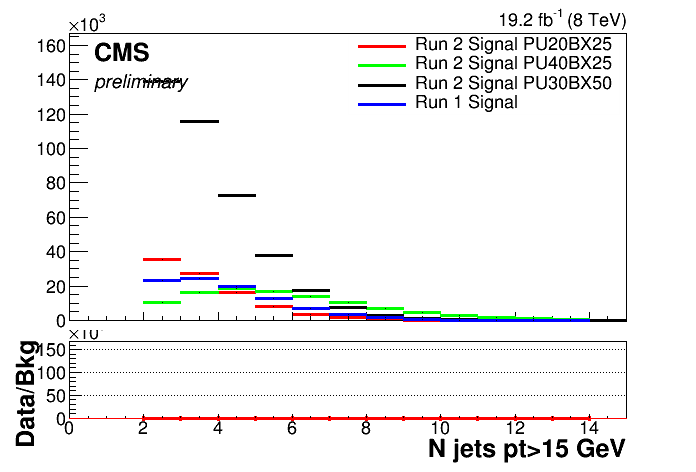 ×10³
19.2 fb⁻¹ (8 TeV)
CMS
preliminary
Run 2 Signal PU20BX25
Run 2 Signal PU40BX25
Run 2 Signal PU30BX50
Run 1 Signal
160
140
120
100
80
60
40
20
0
×10
150
100
50
0
Data/Bkg
0 2 4 6 8 10 12 14
N jets pt>15 GeV